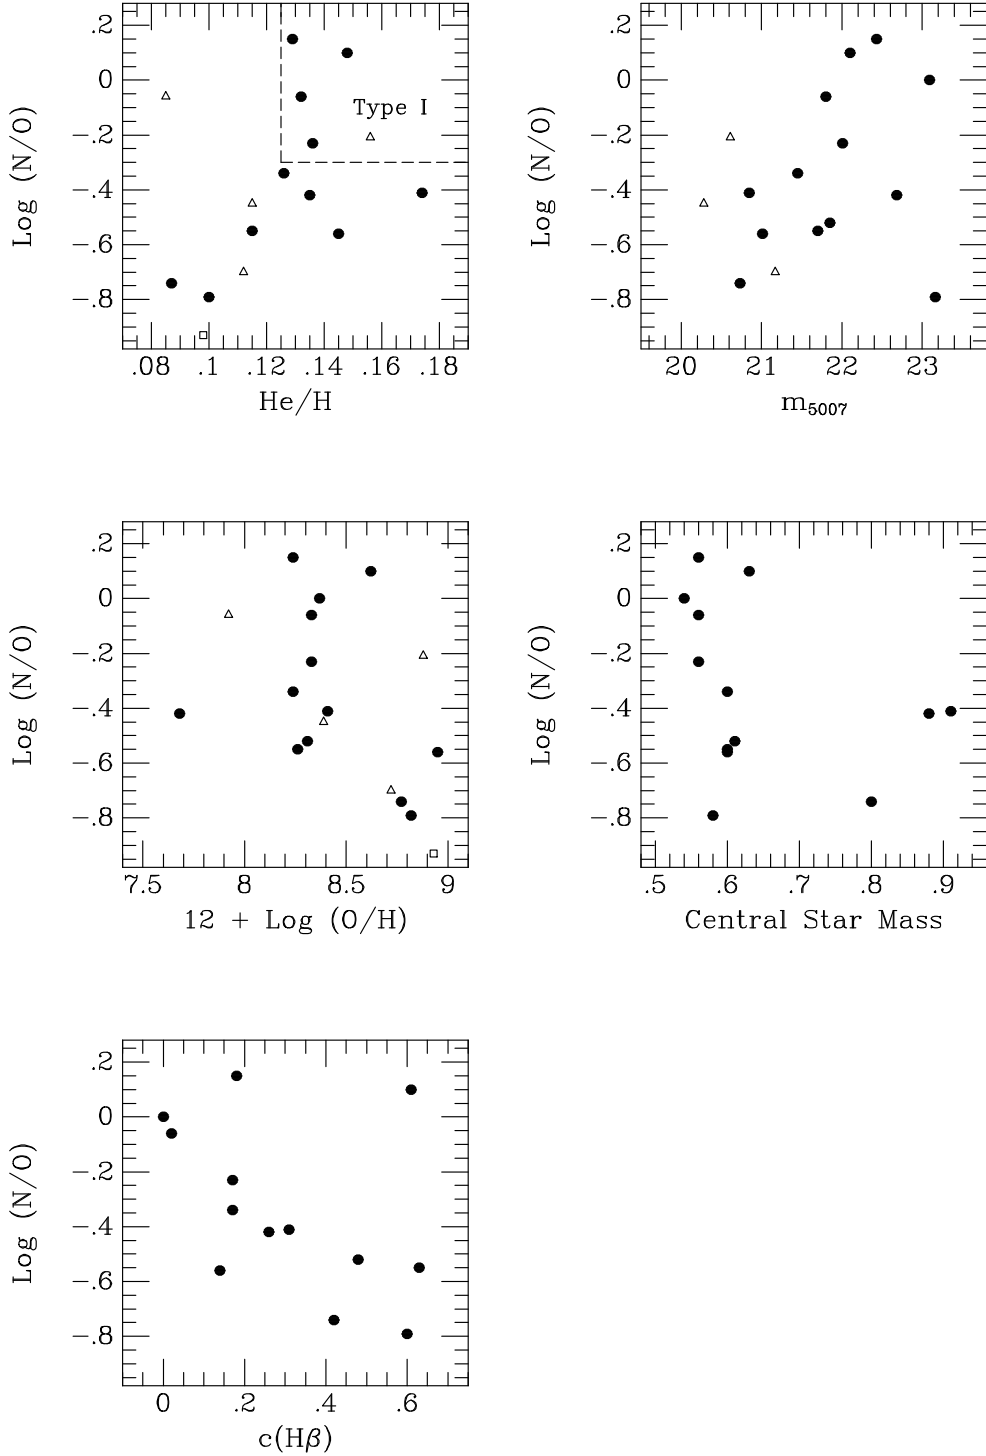 .2
0
−.2
−.4
−.6
−.8
Log (N/O)
Type I
.08 .1 .12 .14 .16 .18
He/H
.2
0
−.2
−.4
−.6
−.8
Log (N/O)
20 21 22 23
m₅₀₀₇
.2
0
−.2
−.4
−.6
−.8
Log (N/O)
7.5 8 8.5 9
12 + Log (O/H)
.2
0
−.2
−.4
−.6
−.8
Log (N/O)
.5 .6 .7 .8 .9
Central Star Mass
.2
0
−.2
−.4
−.6
−.8
Log (N/O)
0 .2 .4 .6
c(Hβ)